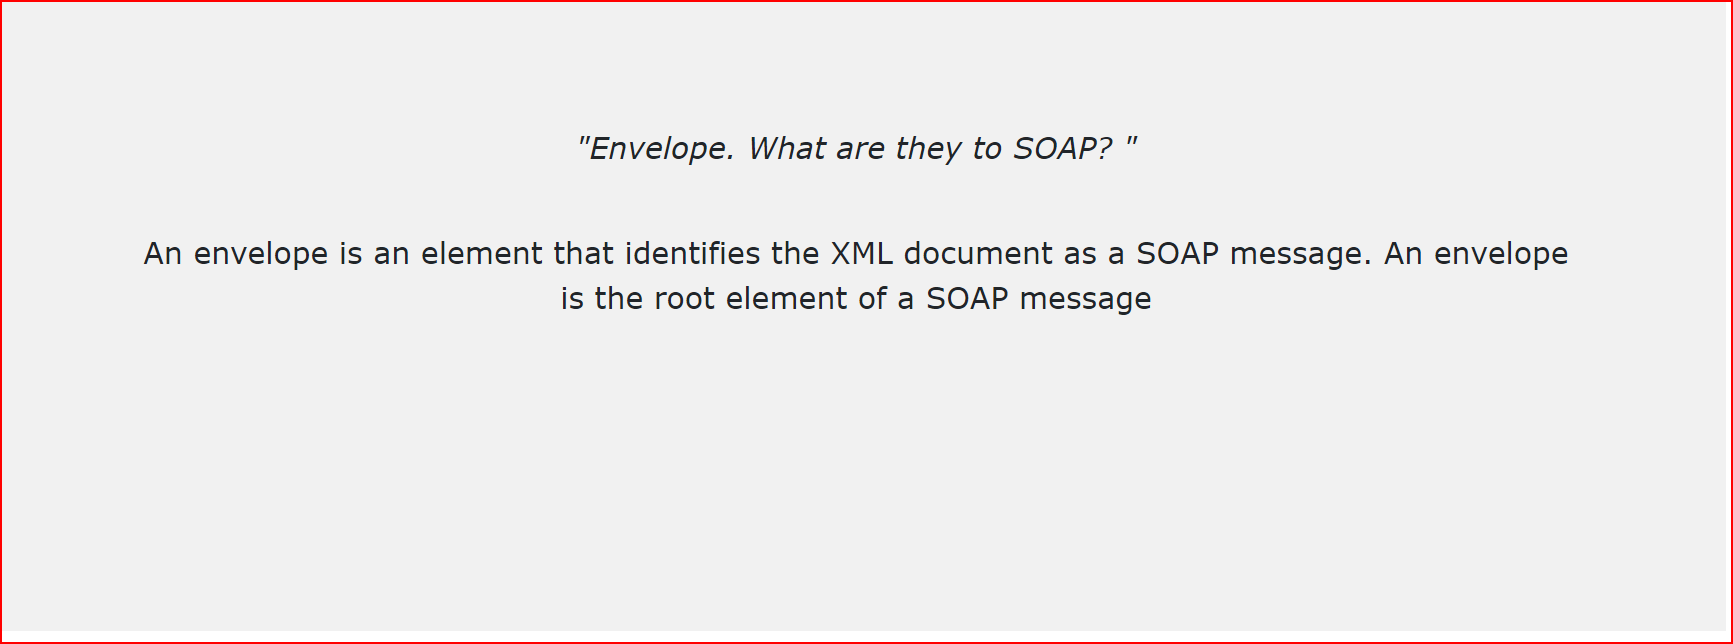 "Envelope. What are they to SOAP? "
An envelope is an element that identifies the XML document as a SOAP message. An envelope
is the root element of a SOAP message